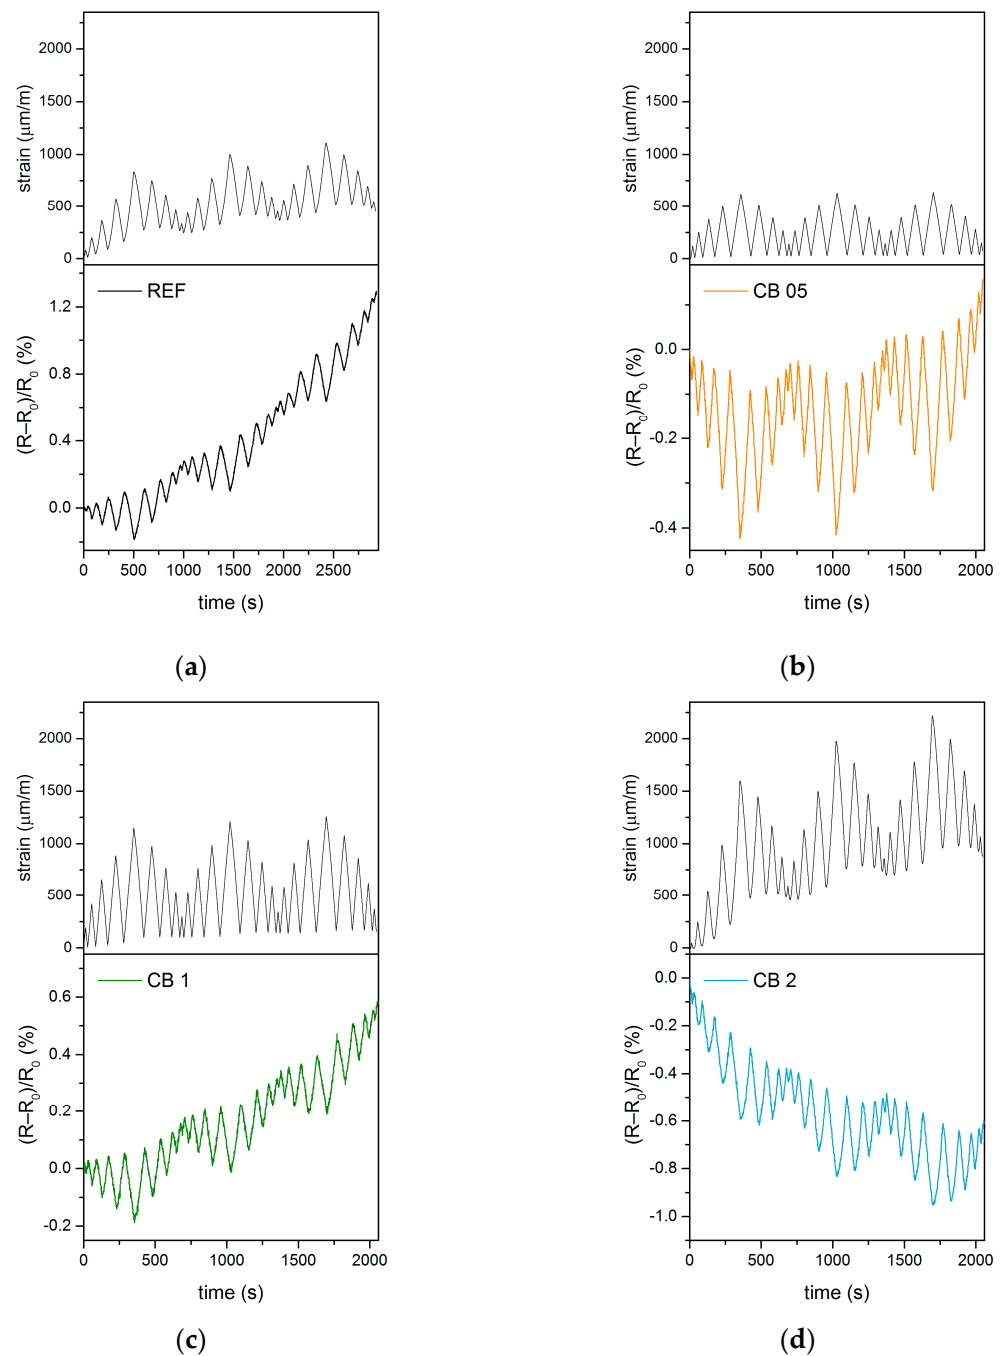 2000
1500
1000
500
0
strain (μm/m)
REF
1.2
0.8
0.4
0.0
(R–R0)/R0 (%)
0 500 1000 1500 2000 2500
time (s)
(a)
2000
1500
1000
500
0
strain (μm/m)
CB 05
0.0
-0.2
-0.4
(R–R0)/R0 (%)
0 500 1000 1500 2000
time (s)
(b)
2000
1500
1000
500
0
strain (μm/m)
CB 1
0.6
0.4
0.2
0.0
-0.2
(R–R0)/R0 (%)
0 500 1000 1500 2000
time (s)
(c)
2000
1500
1000
500
0
strain (μm/m)
CB 2
0.0
-0.2
-0.4
-0.6
-0.8
-1.0
(R–R0)/R0 (%)
0 500 1000 1500 2000
time (s)
(d)